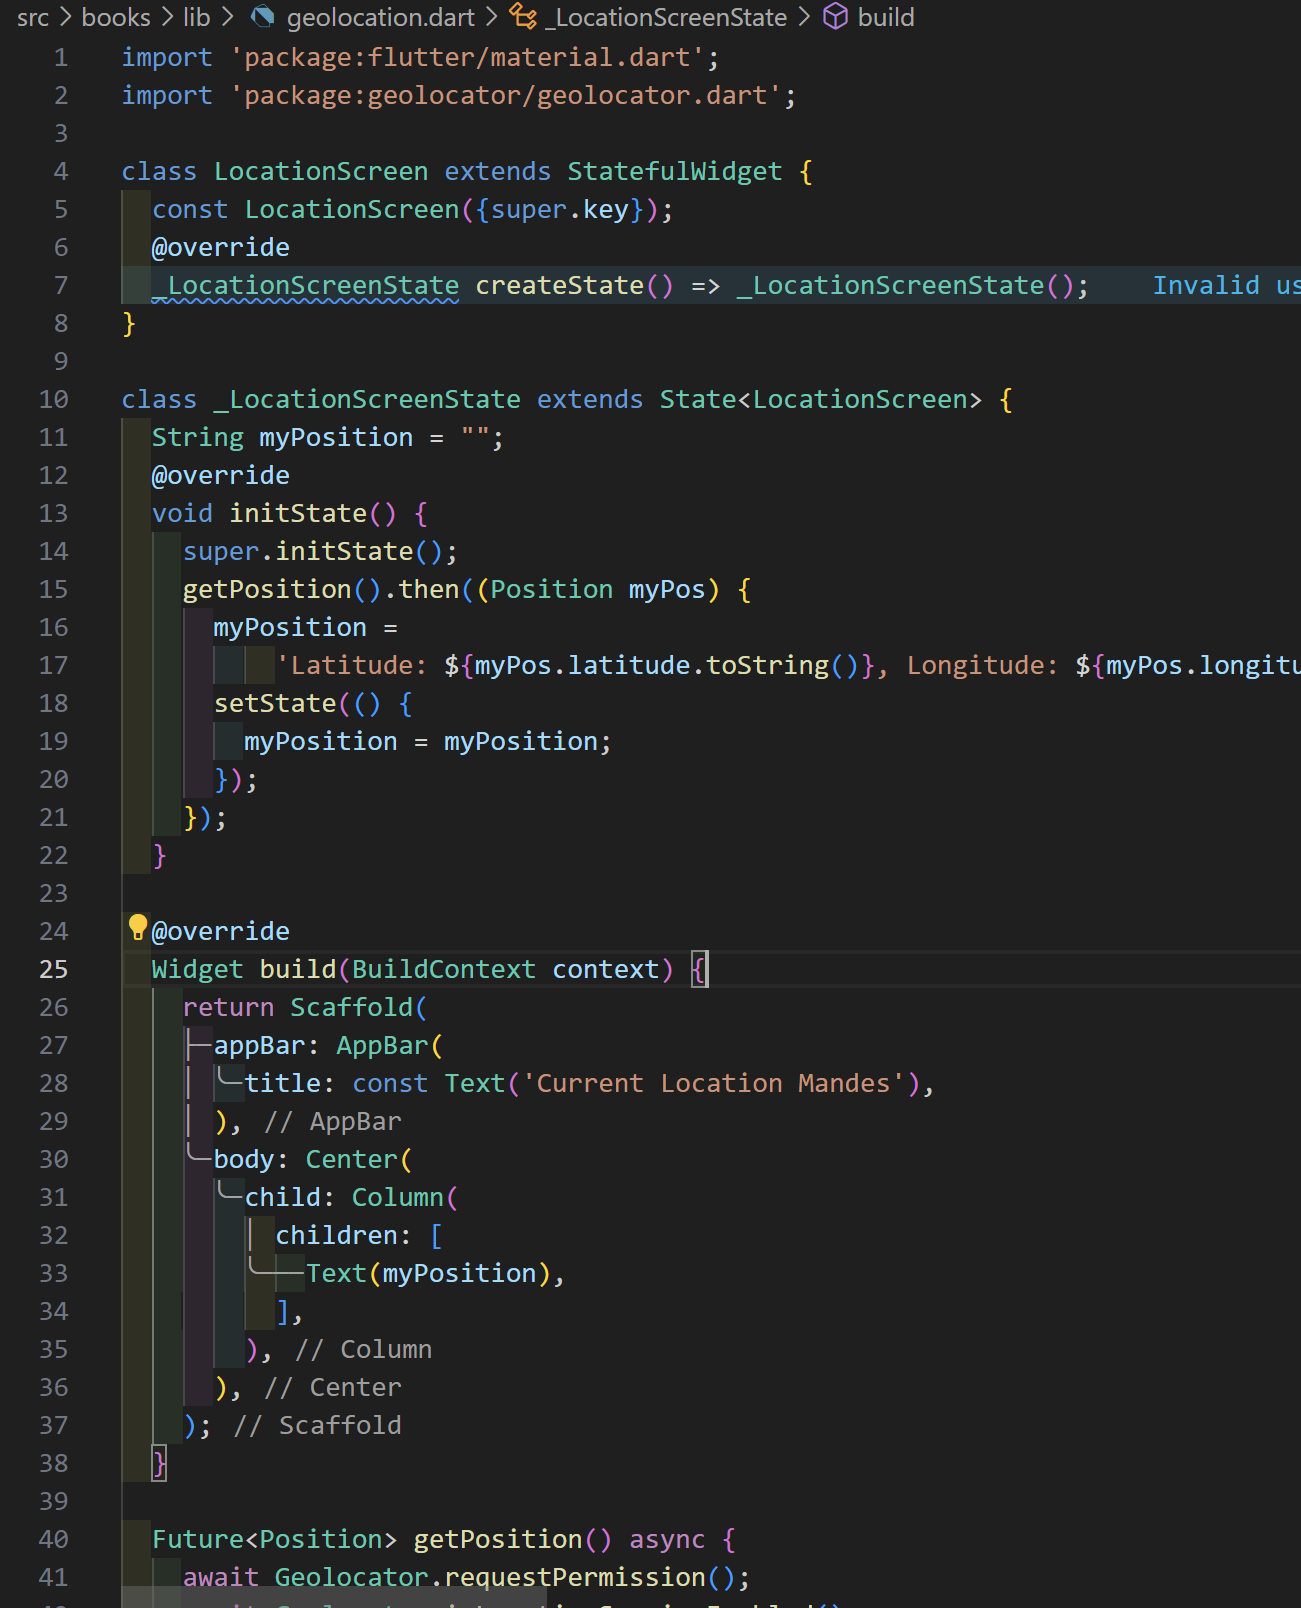 src > books > lib > geolocation.dart > _LocationScreenState > build
1 import 'package:flutter/material.dart';
2 import 'package:geolocator/geolocator.dart';
3
4 class LocationScreen extends StatefulWidget {
5 const LocationScreen({super.key});
6 @override
7 _LocationScreenState createState() => _LocationScreenState(); Invalid us
8 }
9
10 class _LocationScreenState extends State<LocationScreen> {
11 String myPosition = "";
12 @override
13 void initState() {
14 super.initState();
15 getPosition().then((Position myPos) {
16 myPosition =
17 'Latitude: ${myPos.latitude.toString()}, Longitude: ${myPos.longitu
18 setState(() {
19 myPosition = myPosition;
20 });
21 });
22 }
23
24 @override
25 Widget build(BuildContext context) {
26 return Scaffold(
27 appBar: AppBar(
28 title: const Text('Current Location Mandes'),
29 ), // AppBar
30 body: Center(
31 child: Column(
32 children: [
33 Text(myPosition),
34 ],
35 ), // Column
36 ), // Center
37 ); // Scaffold
38 }
39
40 Future<Position> getPosition() async {
41 await Geolocator.requestPermission();